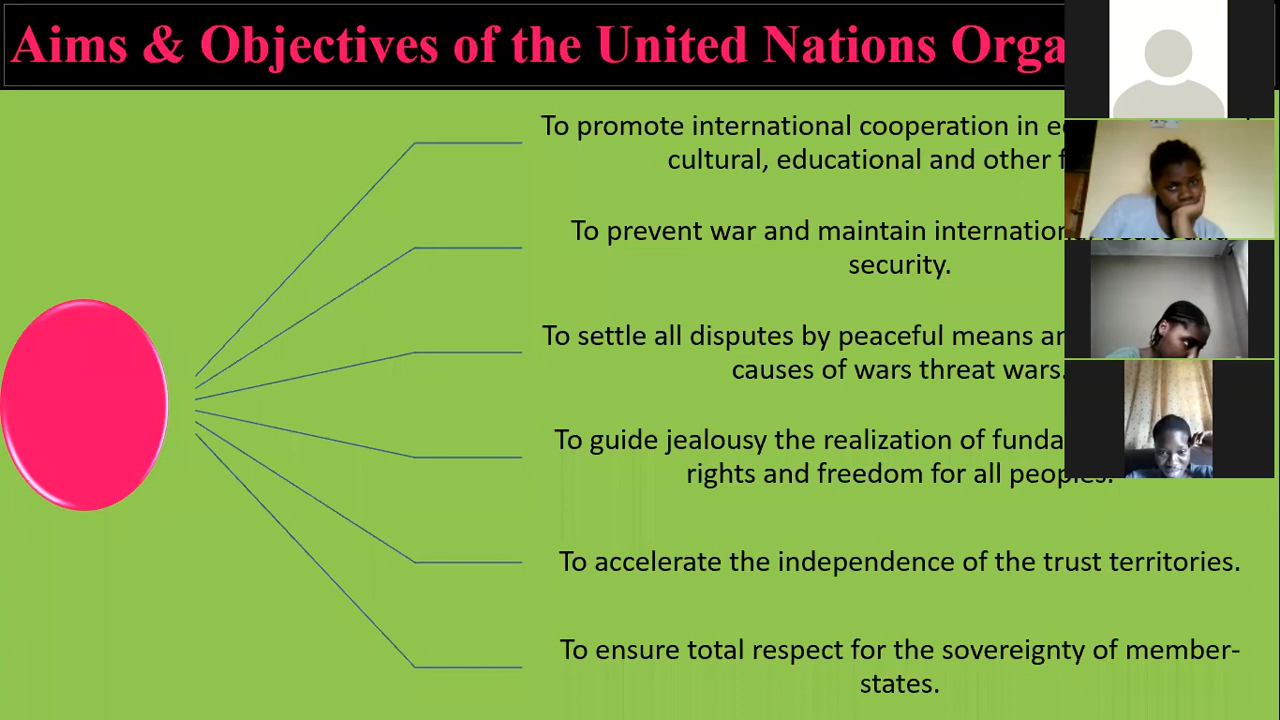 Aims & Objectives of the United Nations Orga
To promote international cooperation in e
cultural, educational and other f
To prevent war and maintain international peace and
security.
To settle all disputes by peaceful means an
causes of wars threat wars.
To guide jealousy the realization of funda
rights and freedom for all peoples.
To accelerate the independence of the trust territories.
To ensure total respect for the sovereignty of member-
states.